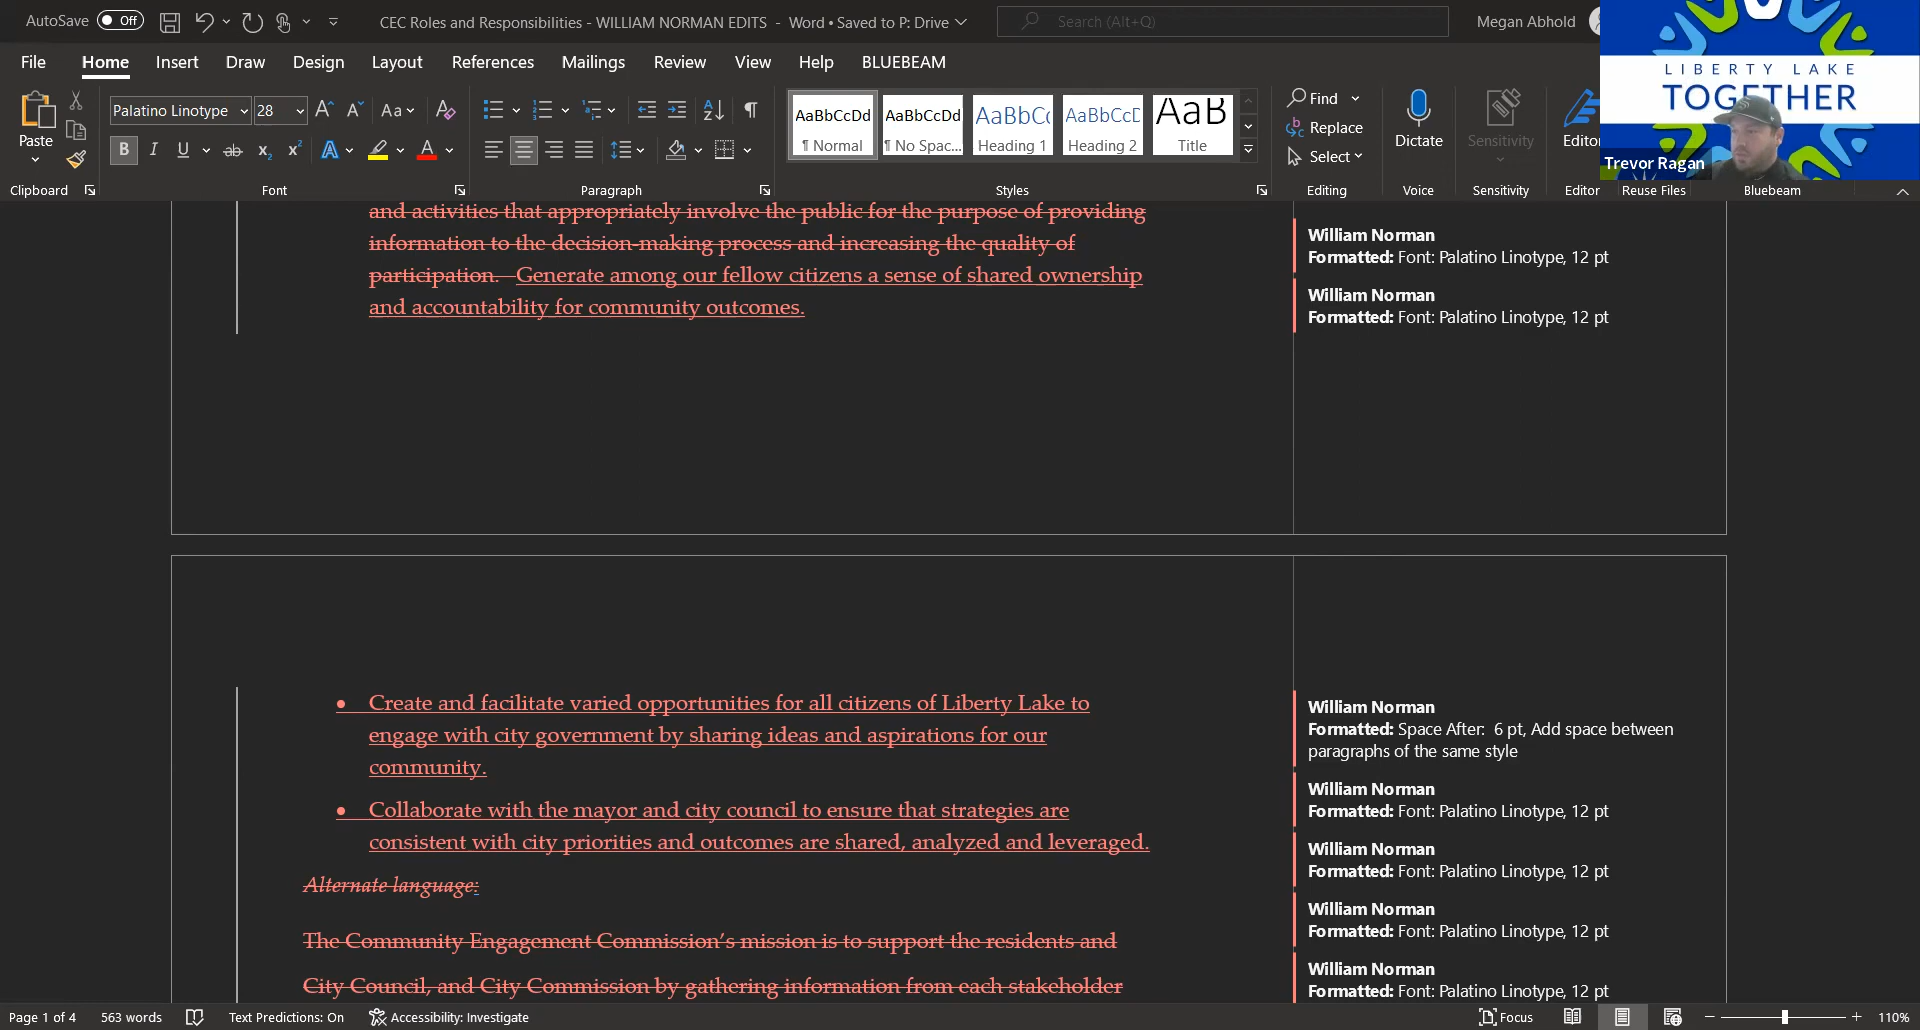 AutoSave Off CEC Roles and Responsibilities - WILLIAM NORMAN EDITS - Word • Saved to P: Drive Search (Alt+Q) Megan Abhold
File Home Insert Draw Design Layout References Mailings Review View Help BLUEBEAM
LIBERTY LAKE
TOGETHER
Trevor Ragan
Palatino Linotype 28 Aa
Paste
AaBbCcDd AaBbCcDd AaBbCc AaBbCcD AaB
¶ Normal ¶ No Spac... Heading 1 Heading 2 Title
Find
Replace
Select
Dictate Sensitivity Editor
Clipboard Font Paragraph Styles Editing Voice Sensitivity Editor Reuse Files Bluebeam
and activities that appropriately involve the public for the purpose of providing
information to the decision-making process and increasing the quality of
participation. Generate among our fellow citizens a sense of shared ownership
and accountability for community outcomes.
William Norman
Formatted: Font: Palatino Linotype, 12 pt
William Norman
Formatted: Font: Palatino Linotype, 12 pt
• Create and facilitate varied opportunities for all citizens of Liberty Lake to
engage with city government by sharing ideas and aspirations for our
community.
• Collaborate with the mayor and city council to ensure that strategies are
consistent with city priorities and outcomes are shared, analyzed and leveraged.
Alternate language:
The Community Engagement Commission's mission is to support the residents and
City Council, and City Commission by gathering information from each stakeholder
William Norman
Formatted: Space After: 6 pt, Add space between
paragraphs of the same style
William Norman
Formatted: Font: Palatino Linotype, 12 pt
William Norman
Formatted: Font: Palatino Linotype, 12 pt
William Norman
Formatted: Font: Palatino Linotype, 12 pt
William Norman
Formatted: Font: Palatino Linotype, 12 pt
Page 1 of 4 563 words Text Predictions: On Accessibility: Investigate Focus 110%